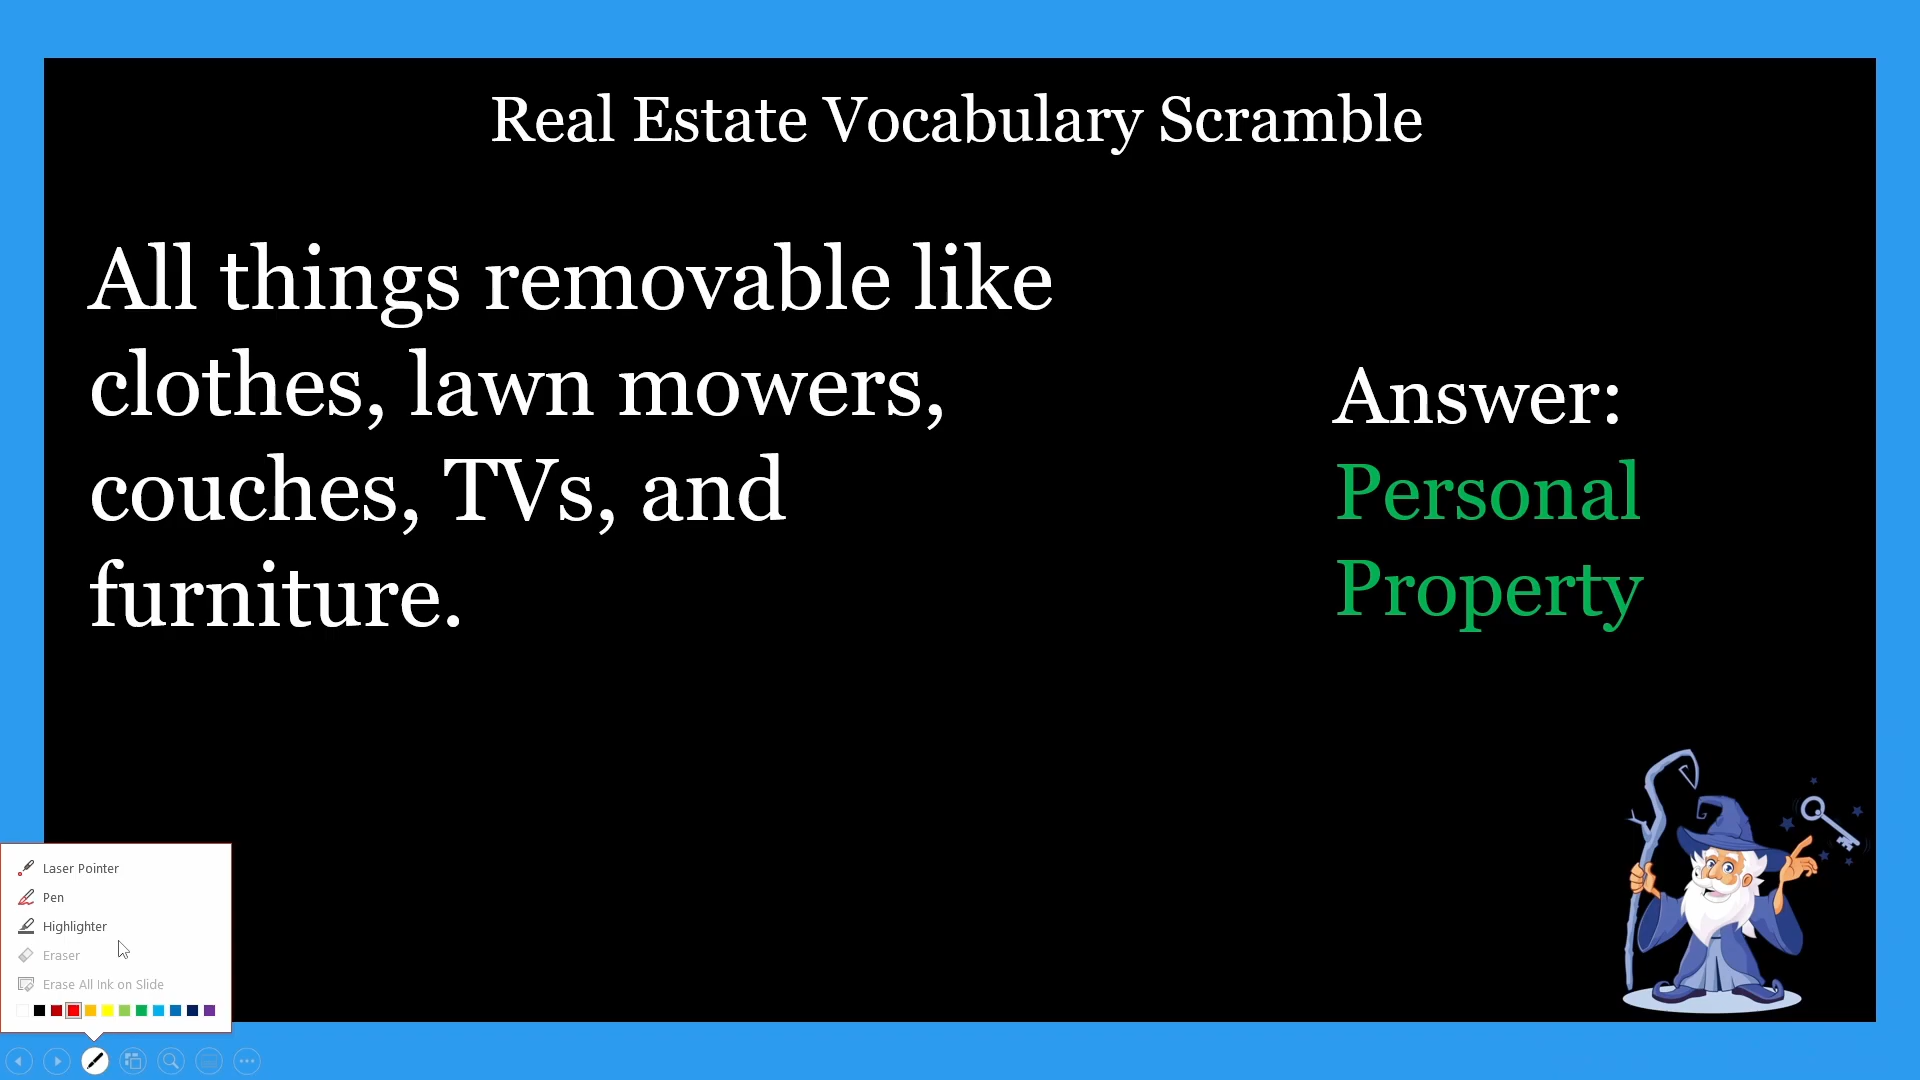 Real Estate Vocabulary Scramble
All things removable like
clothes, lawn mowers,
couches, TVs, and
furniture.
Answer:
Personal
Property
Laser Pointer
Pen
Highlighter
Eraser
Erase All Ink on Slide